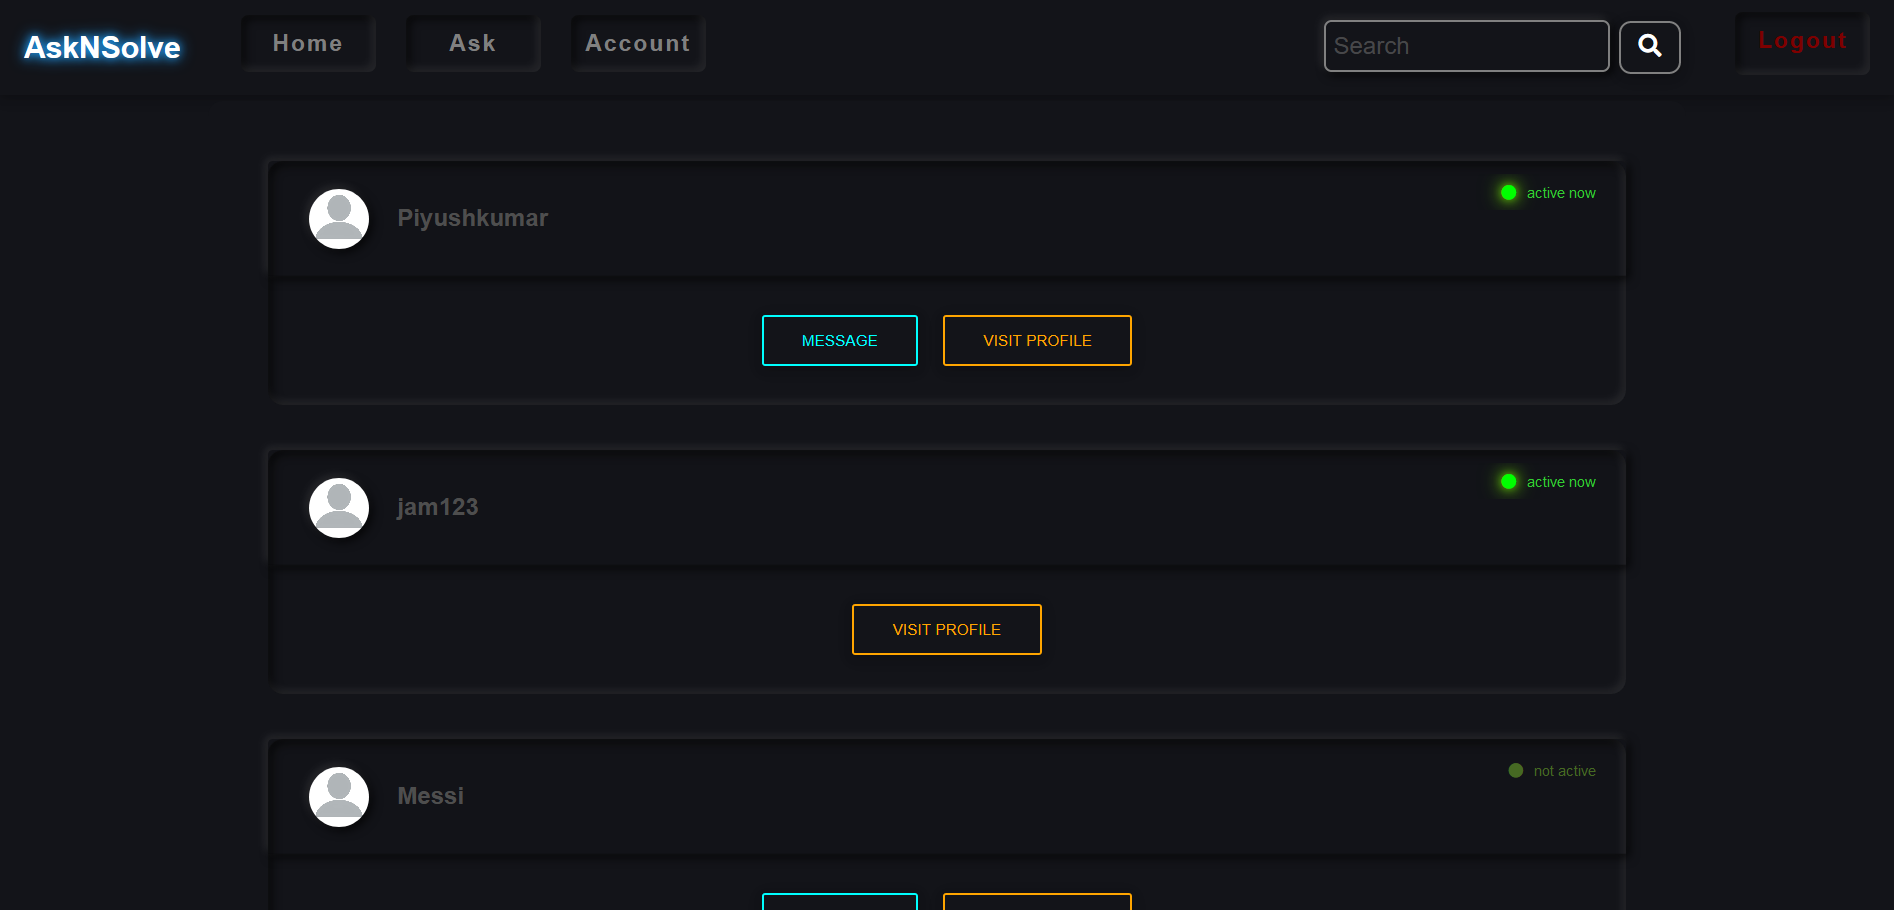 AskNSolve
Home
Ask
Account
Search
Logout
Piyushkumar
active now
MESSAGE
VISIT PROFILE
jam123
active now
VISIT PROFILE
Messi
not active